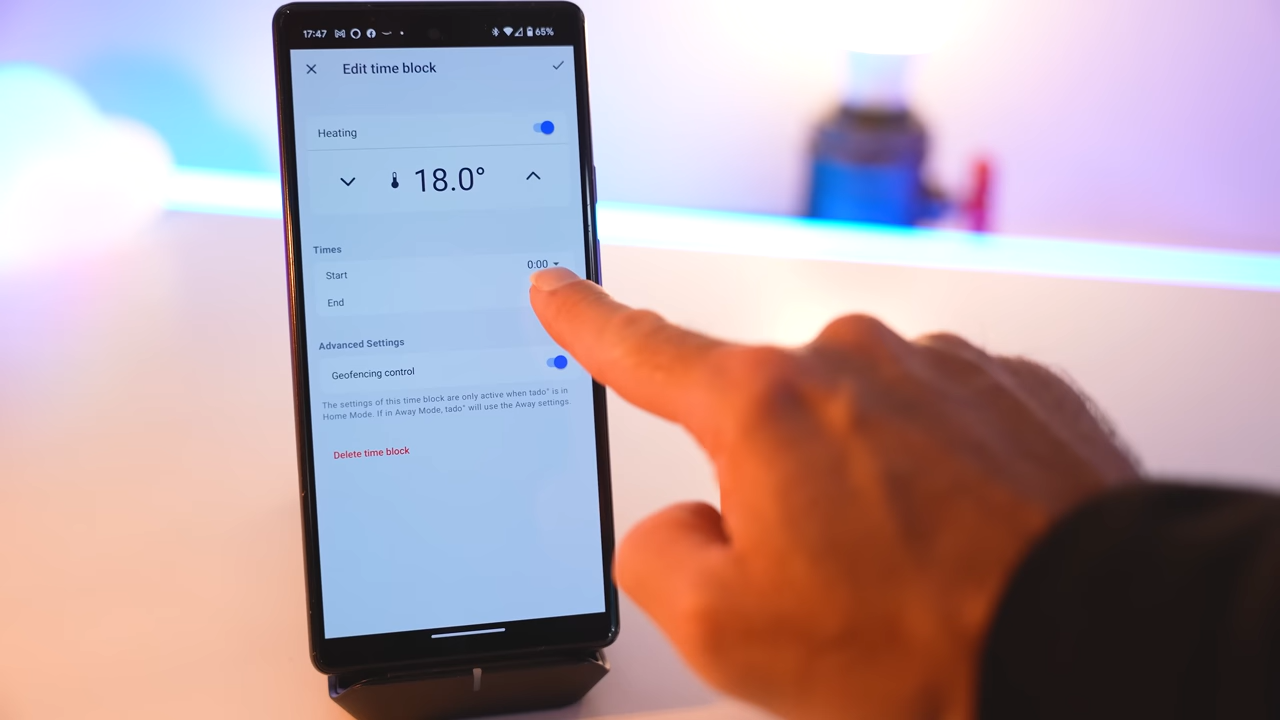 17:47 65%
Edit time block
Heating
18.0°
Times
Start 0:00
End
Advanced Settings
Geofencing control
The settings of this time block are only active when tado° is in
Home Mode. If in Away Mode, tado° will use the Away settings.
Delete time block